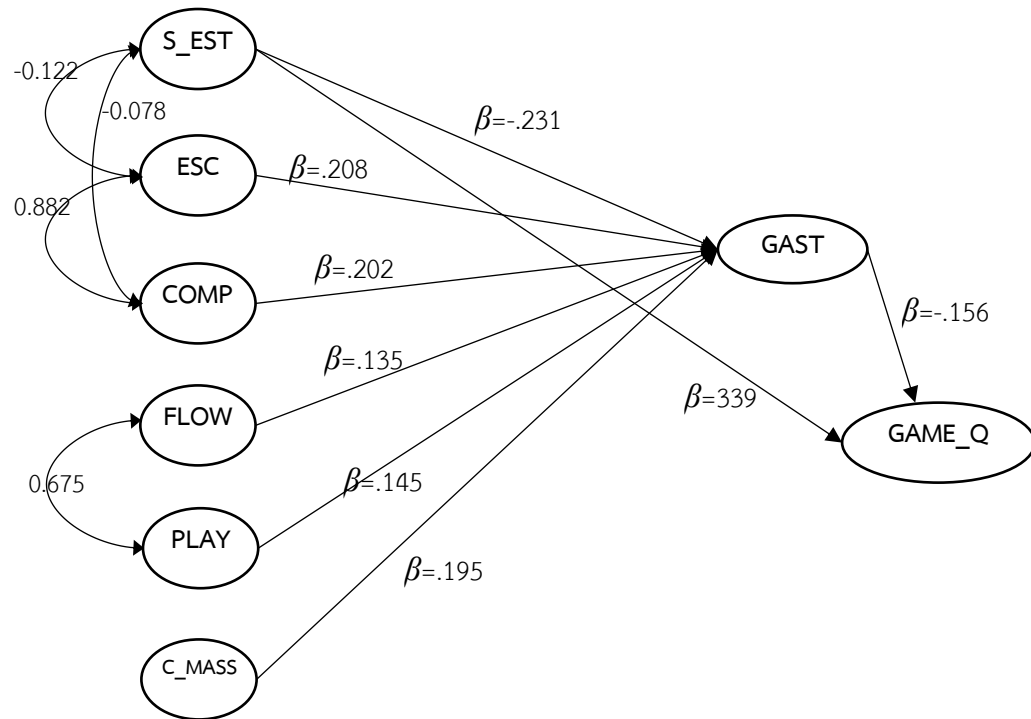 S_EST
-0.122
-0.078
β=-.231
ESC
β=.208
0.882
GAST
COMP
β=.202
β=-.156
β=.135
FLOW
β=339
GAME_Q
0.675
β=.145
PLAY
β=.195
C_MASS